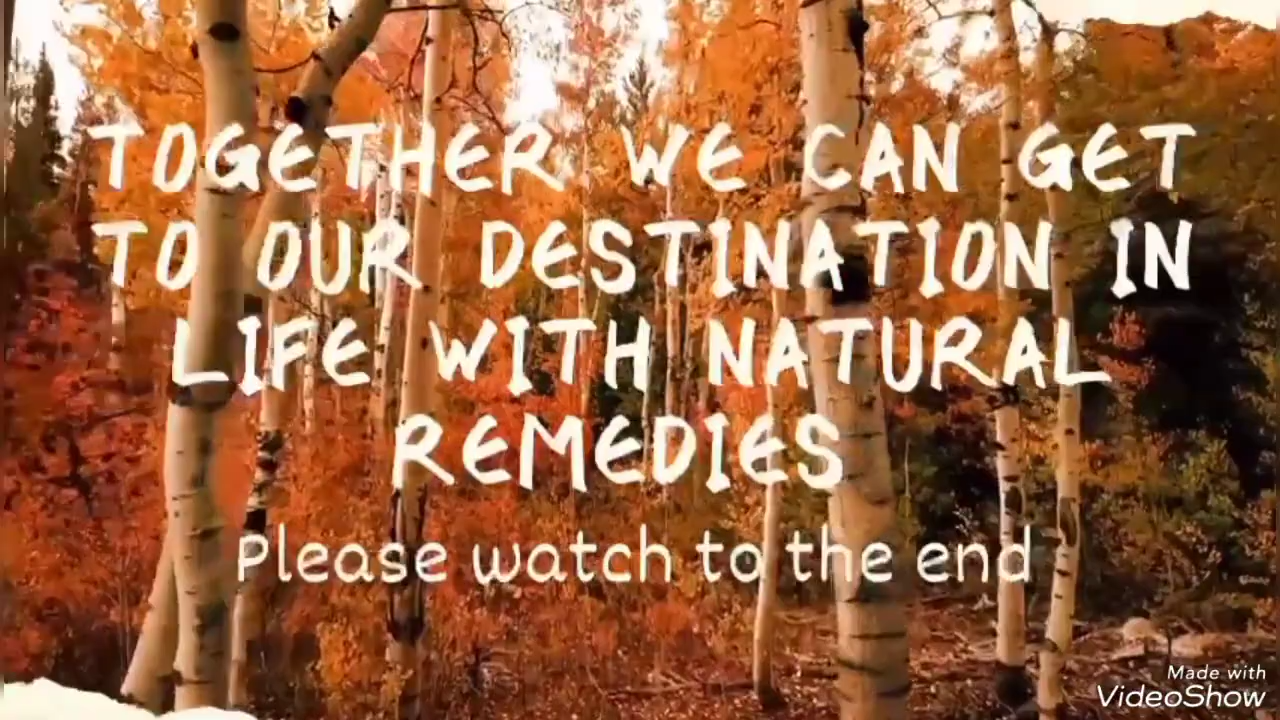 TOGETHER WE CAN GET
TO OUR DESTINATION IN
LIFE WITH NATURAL
REMEDIES
Please watch to the end
Made with
VideoShow